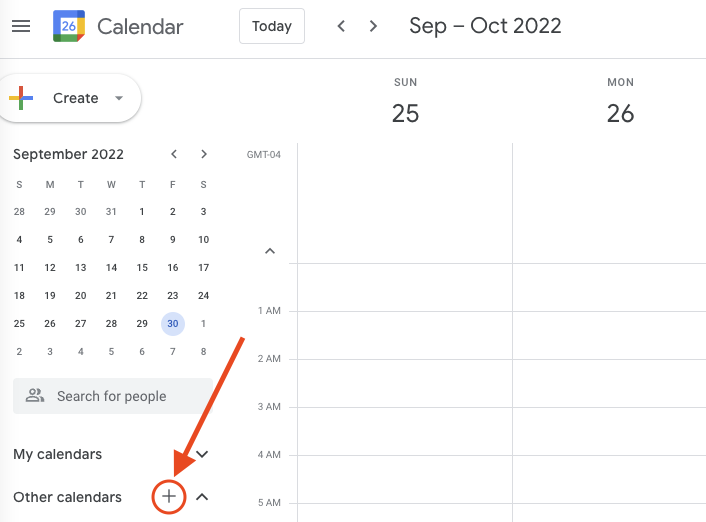 26 Calendar Today Sep – Oct 2022
Create
SUN MON
25 26
September 2022
GMT-04
S M T W T F S
28 29 30 31 1 2 3
4 5 6 7 8 9 10
11 12 13 14 15 16 17
18 19 20 21 22 23 24
25 26 27 28 29 30 1
2 3 4 5 6 7 8
Search for people
My calendars
Other calendars
1 AM
2 AM
3 AM
4 AM
5 AM